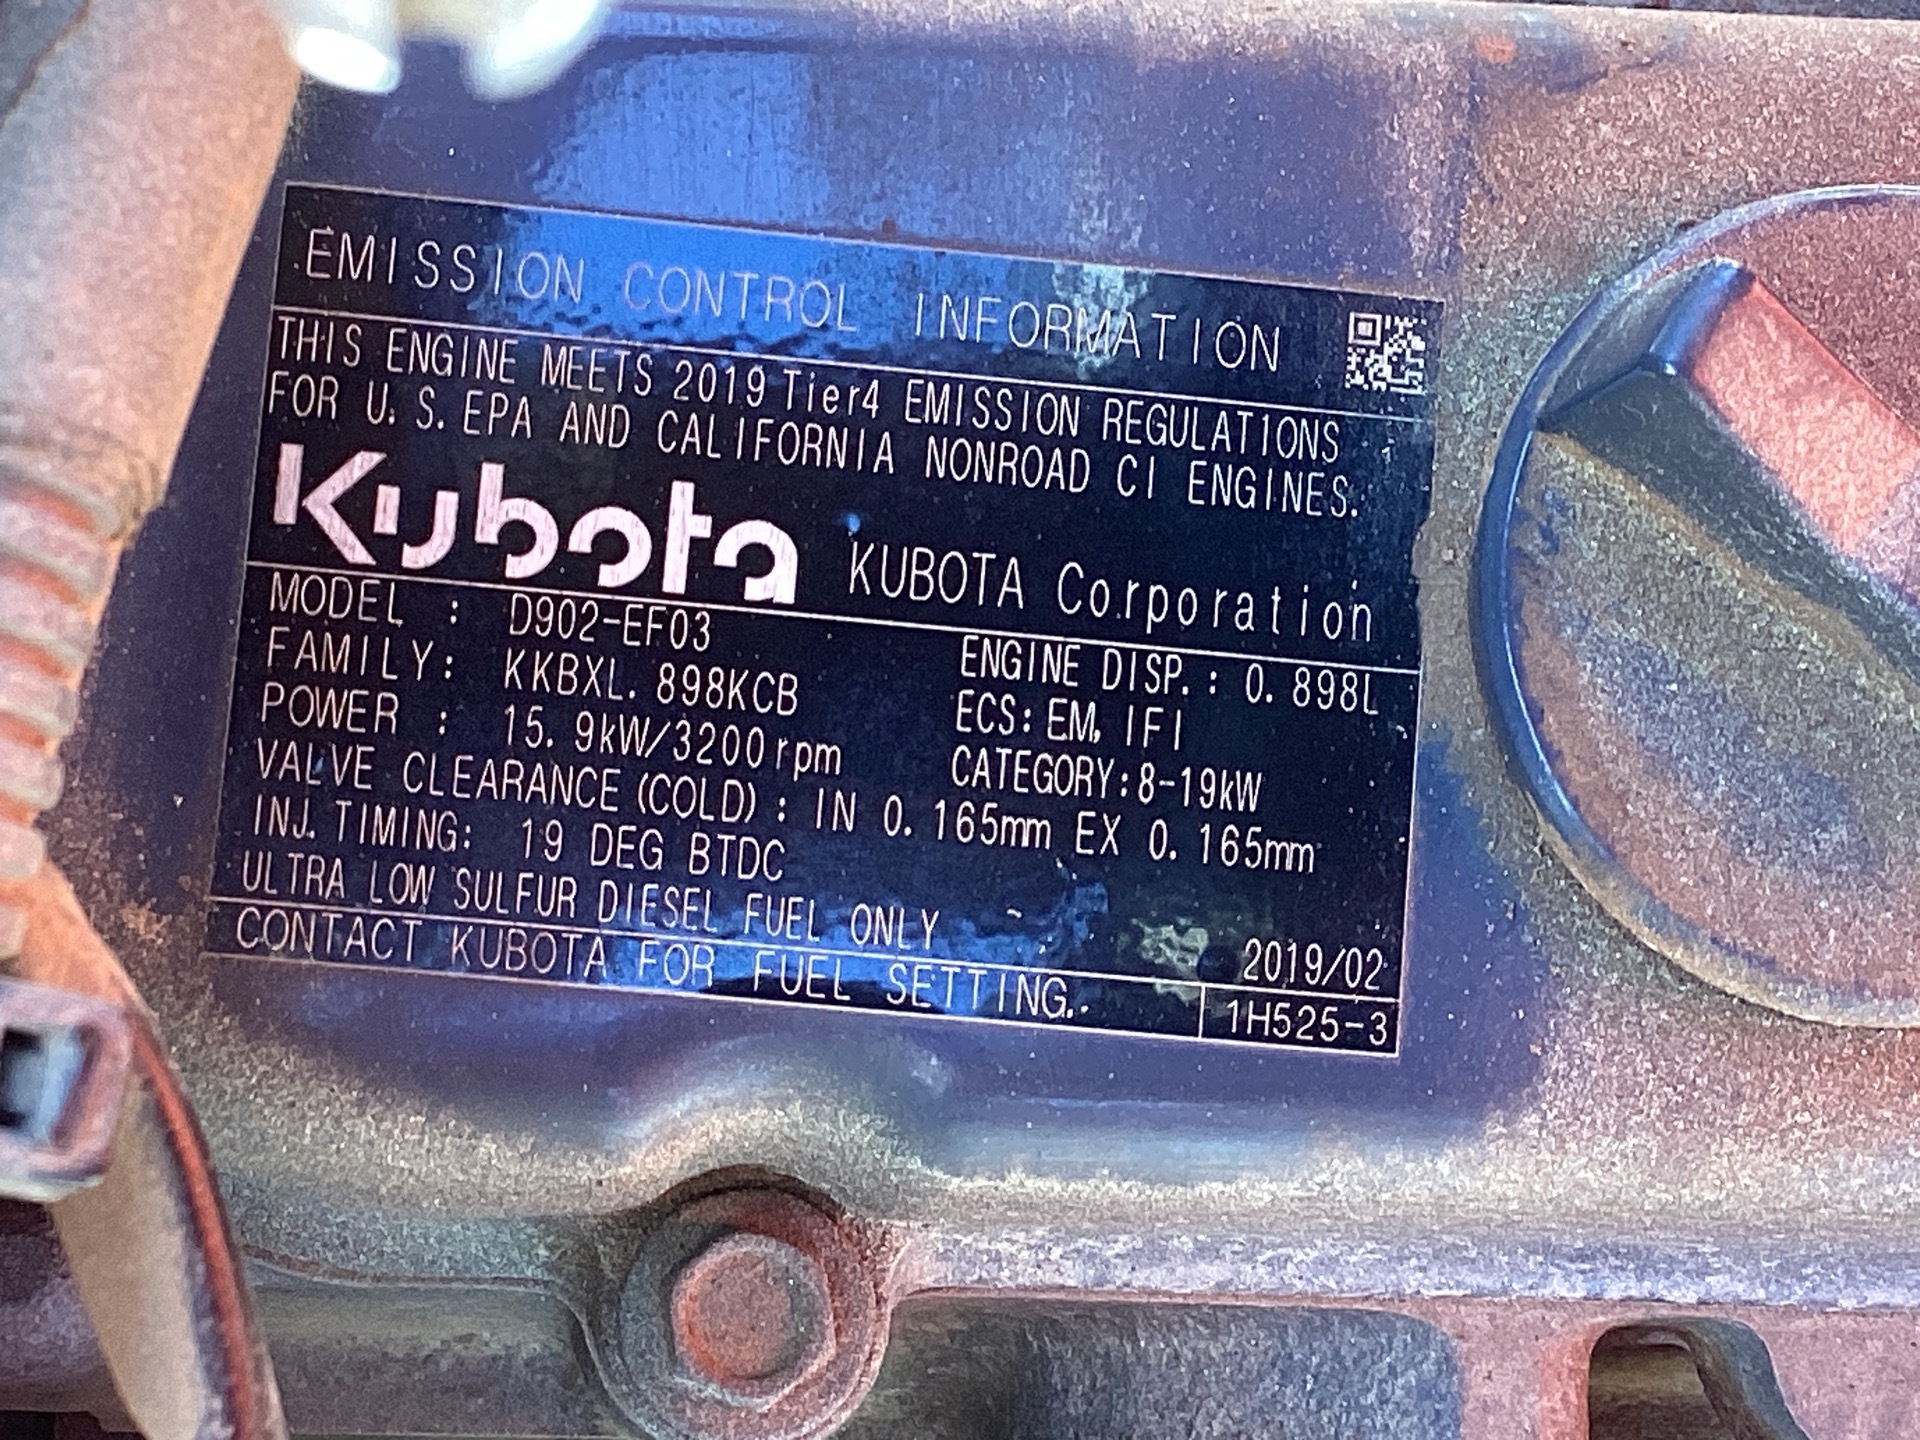 EMISSION CONTROL INFORMATION
THIS ENGINE MEETS 2019 Tier4 EMISSION REGULATIONS
FOR U.S.EPA AND CALIFORNIA NONROAD CI ENGINES.
Kubota KUBOTA Corporation
MODEL : D902-EF03 ENGINE DISP.: 0.898L
FAMILY: KKBXL.898KCB ECS: EM, IFI
POWER : 15.9kW/3200rpm CATEGORY:8-19kW
VALVE CLEARANCE (COLD): IN 0.165mm EX 0.165mm
INJ. TIMING: 19 DEG BTDC
ULTRA LOW SULFUR DIESEL FUEL ONLY 2019/02
CONTACT KUBOTA FOR FUEL SETTING. 1H525-3